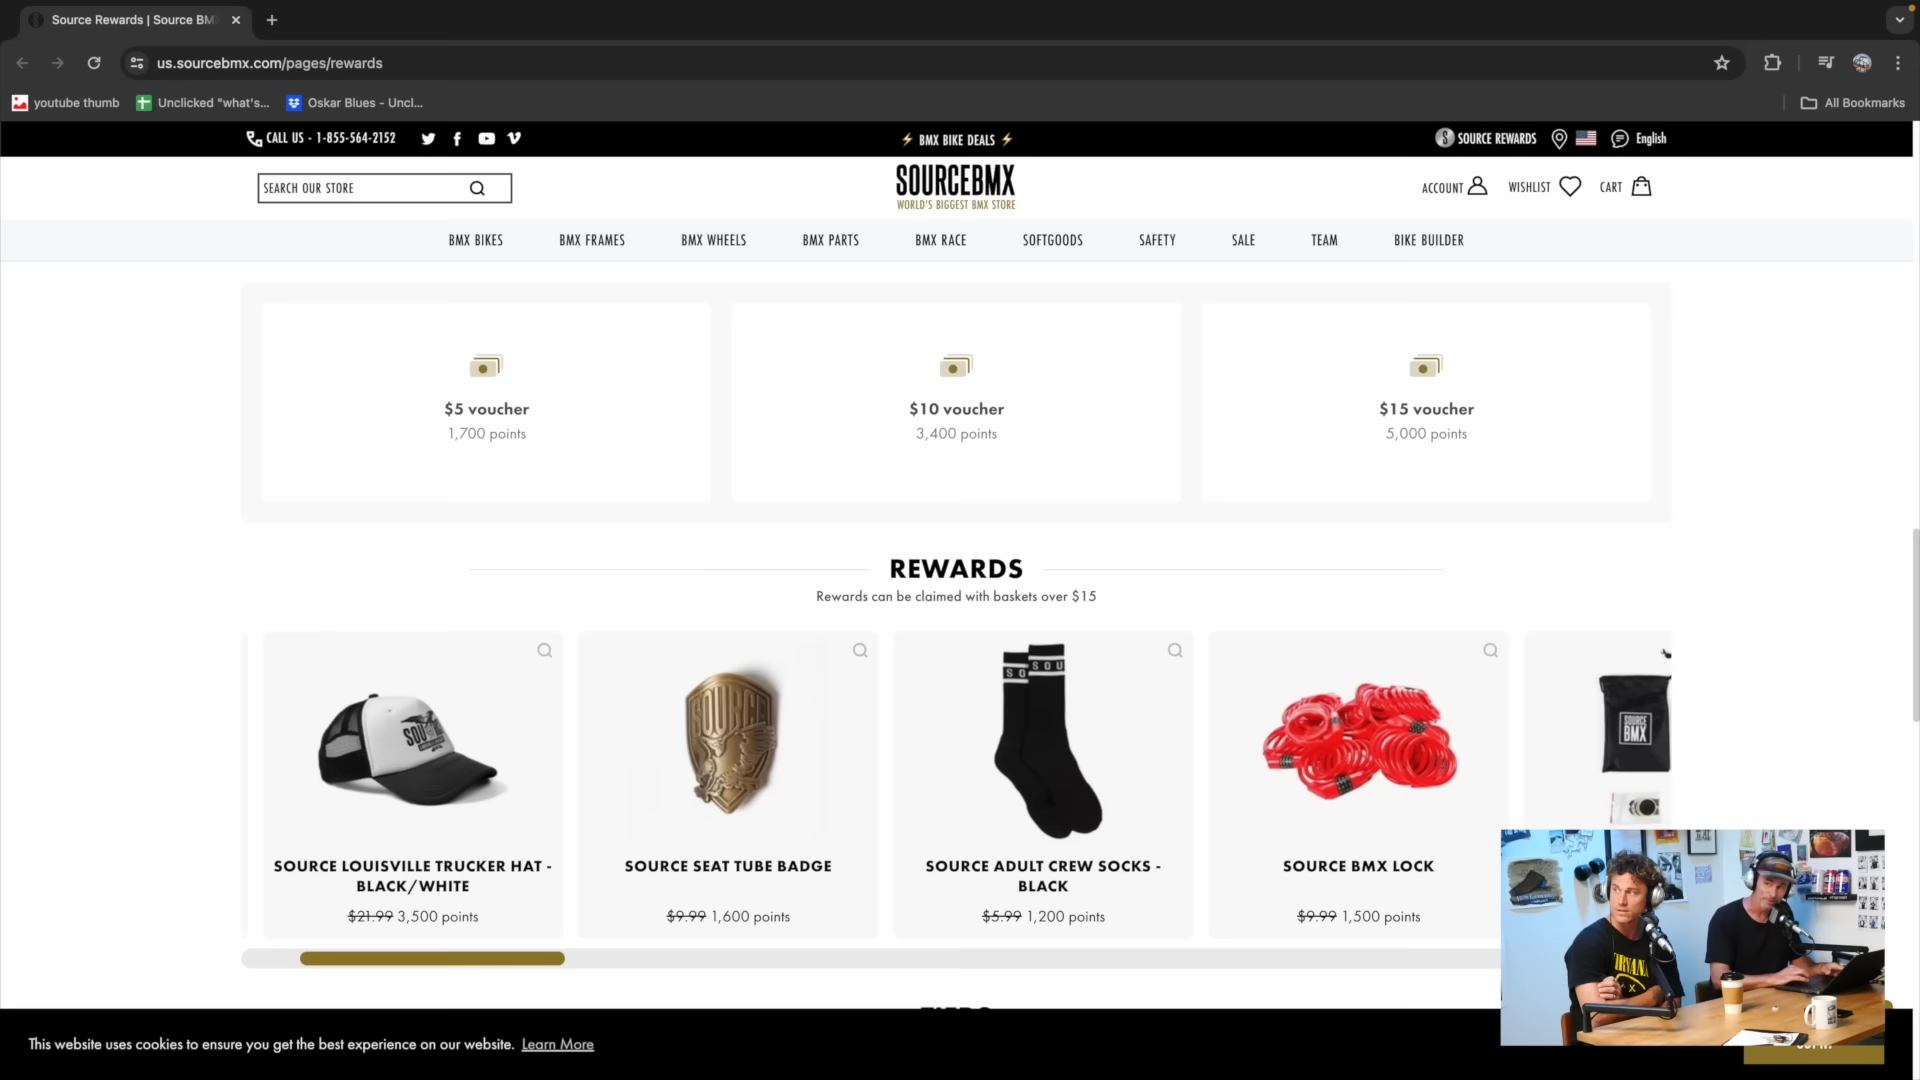 Source Rewards | Source BM
us.sourcebmx.com/pages/rewards
youtube thumb
Unclicked "what's...
Oskar Blues - Uncl...
All Bookmarks
CALL US - 1-855-564-2152
⚡ BMX BIKE DEALS ⚡
SOURCE REWARDS
English
SEARCH OUR STORE
SOURCEBMX
WORLD'S BIGGEST BMX STORE
ACCOUNT
WISHLIST
CART
BMX BIKES
BMX FRAMES
BMX WHEELS
BMX PARTS
BMX RACE
SOFTGOODS
SAFETY
SALE
TEAM
BIKE BUILDER
$5 voucher
1,700 points
$10 voucher
3,400 points
$15 voucher
5,000 points
REWARDS
Rewards can be claimed with baskets over $15
SOU
SOURCE
SO
SOU
SOURCE
BMX
SOURCE LOUISVILLE TRUCKER HAT -
BLACK/WHITE
$21.99 3,500 points
SOURCE SEAT TUBE BADGE
$9.99 1,600 points
SOURCE ADULT CREW SOCKS -
BLACK
$5.99 1,200 points
SOURCE BMX LOCK
$9.99 1,500 points
NIRVANA
This website uses cookies to ensure you get the best experience on our website. Learn More